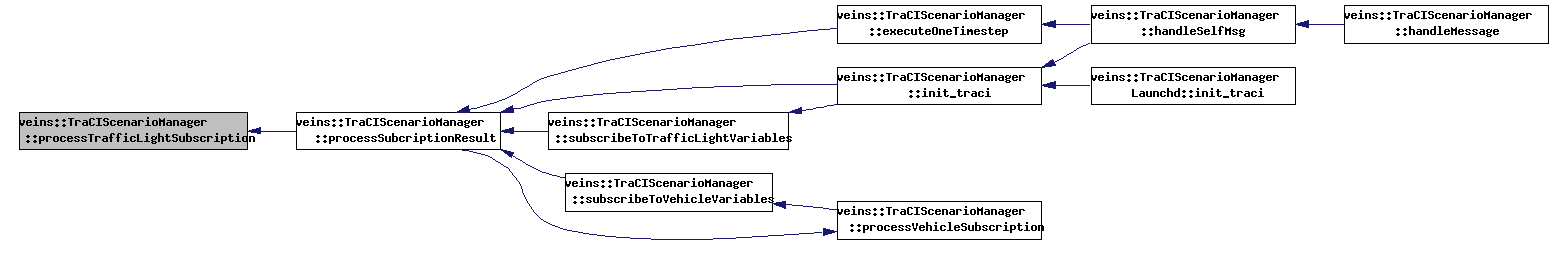 veins::TraCIScenarioManager
::executeOneTimestep
veins::TraCIScenarioManager
::handleSelfMsg
veins::TraCIScenarioManager
::handleMessage
veins::TraCIScenarioManager
::init_traci
veins::TraCIScenarioManager
Launchd::init_traci
veins::TraCIScenarioManager
::processTrafficLightSubscription
veins::TraCIScenarioManager
::processSubcriptionResult
veins::TraCIScenarioManager
::subscribeToTrafficLightVariables
veins::TraCIScenarioManager
::subscribeToVehicleVariables
veins::TraCIScenarioManager
::processVehicleSubscription